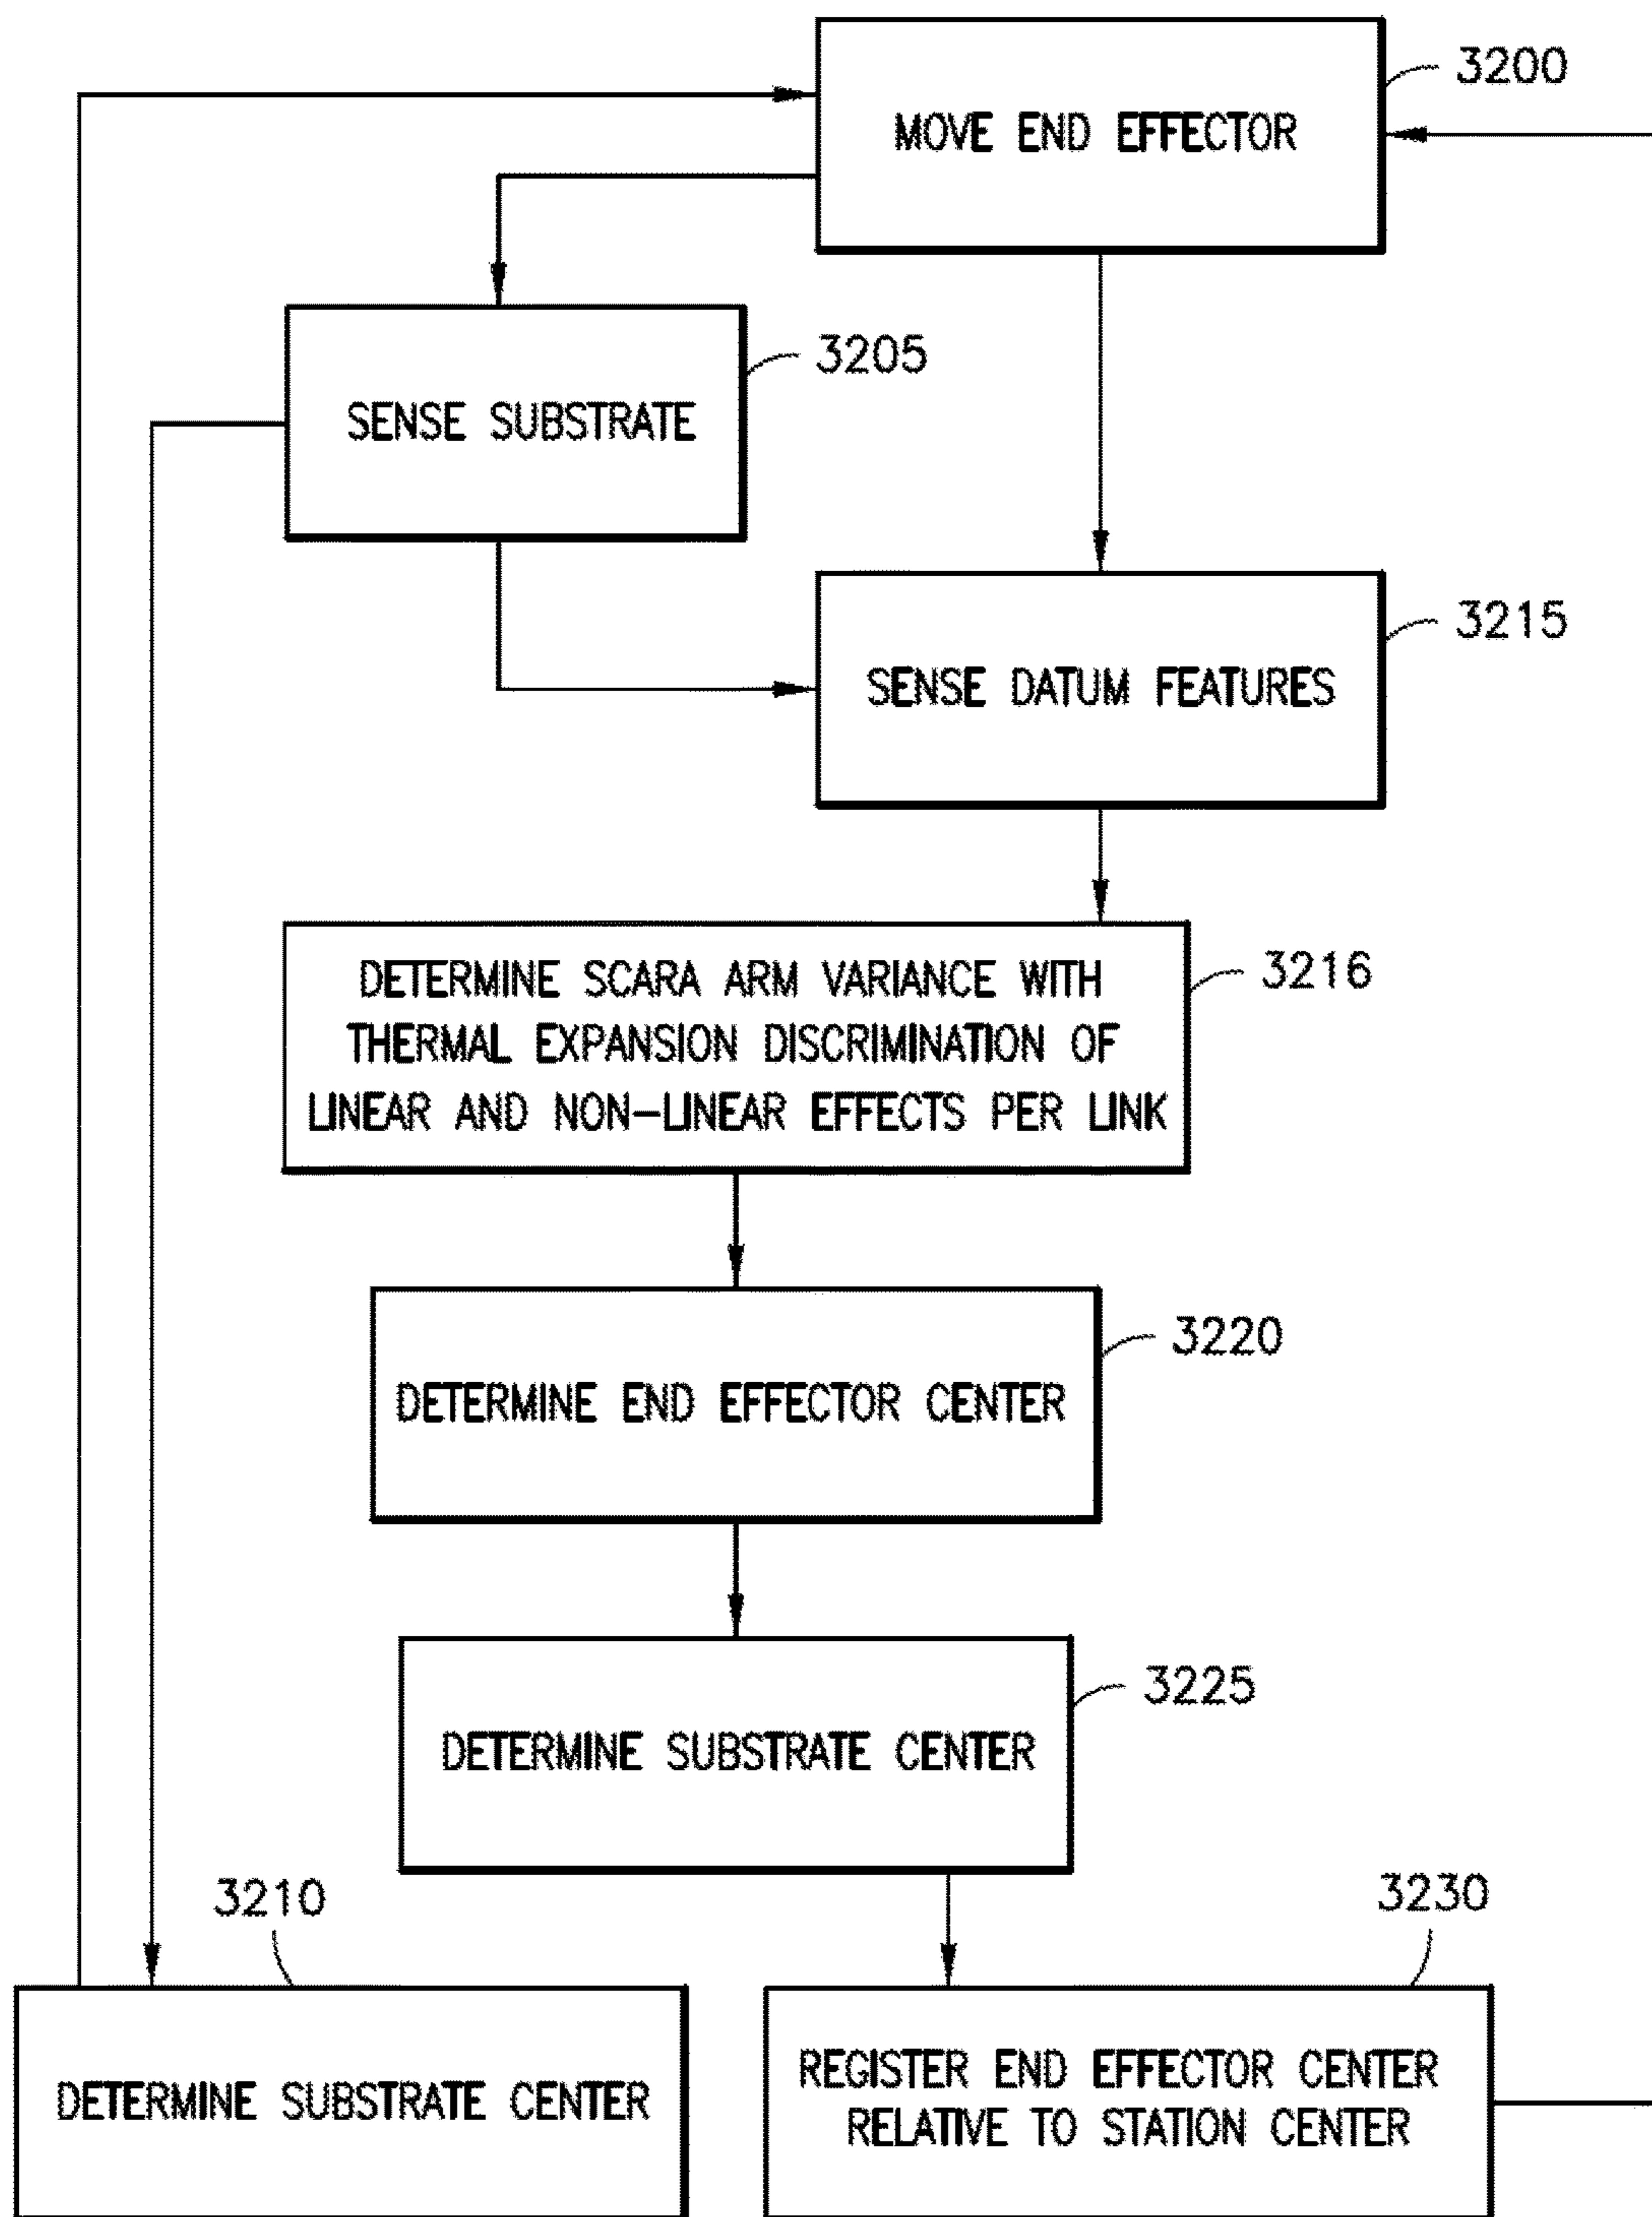 3200
MOVE END EFFECTOR
3205
SENSE SUBSTRATE
3215
SENSE DATUM FEATURES
3216
DETERMINE SCARA ARM VARIANCE WITH
THERMAL EXPANSION DISCRIMINATION OF
LINEAR AND NON-LINEAR EFFECTS PER LINK
3220
DETERMINE END EFFECTOR CENTER
3225
DETERMINE SUBSTRATE CENTER
3210
DETERMINE SUBSTRATE CENTER
3230
REGISTER END EFFECTOR CENTER
RELATIVE TO STATION CENTER